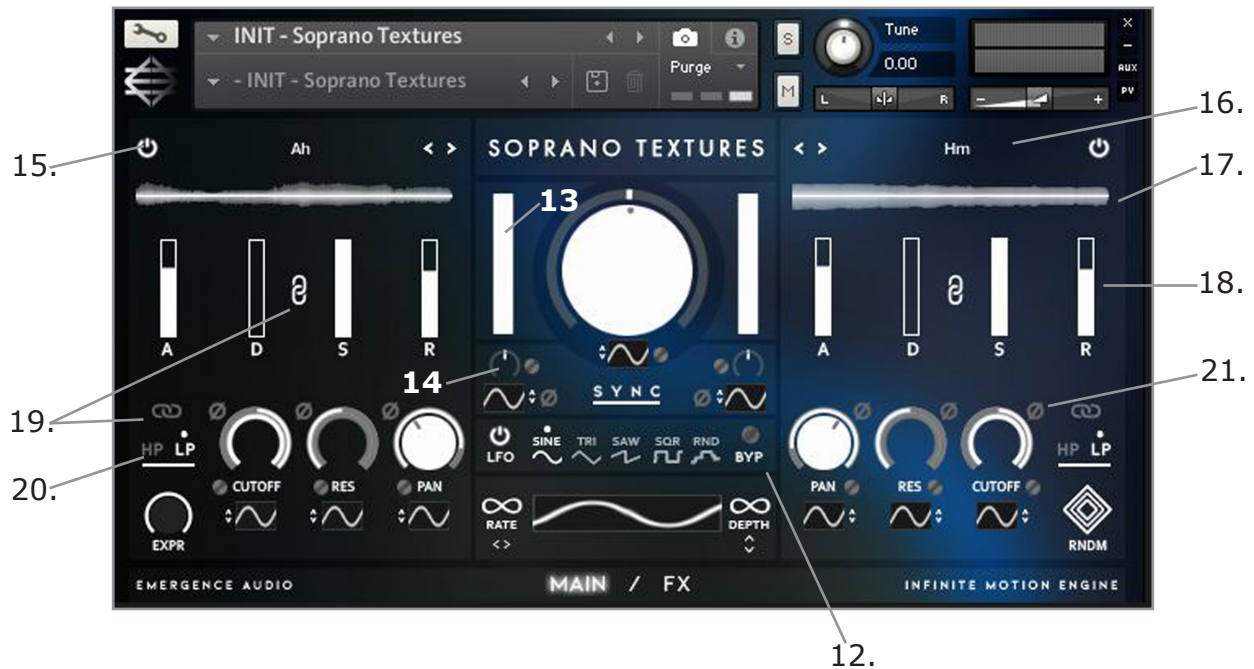 INIT - Soprano Textures
- INIT - Soprano Textures
Purge
S
M
Tune
0.00
L R
- +
×
–
AUX
PV
15.
Ah < >
SOPRANO TEXTURES
< > Hm
16.
17.
13
18.
A D S R
A D S R
14
SYNC
19.
20.
21.
HP LP
CUTOFF RES PAN
EXPR
LFO SINE TRI SAW SQR RND BYP
RATE
< >
DEPTH
PAN RES CUTOFF
HP LP
RNDM
EMERGENCE AUDIO
MAIN / FX
INFINITE MOTION ENGINE
12.